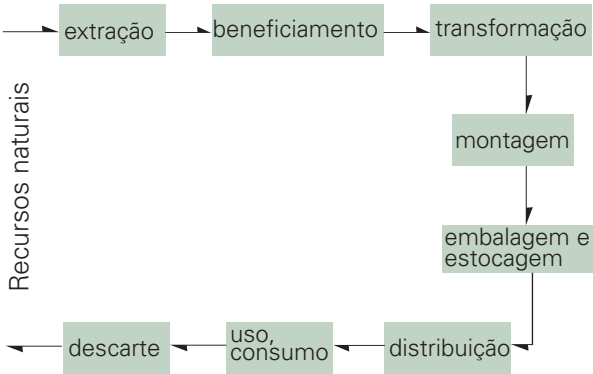 extração
beneficiamento
transformação
montagem
embalagem e
estocagem
distribuição
uso,
consumo
descarte
Recursos naturais